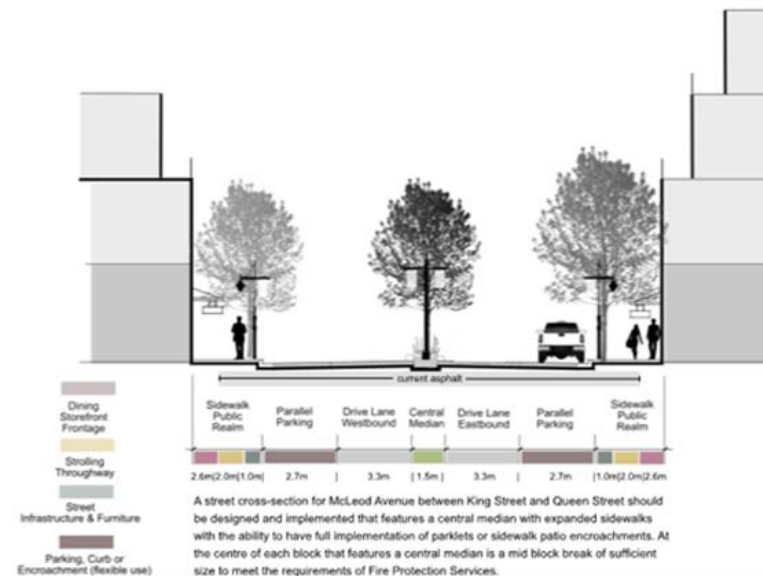 current asphalt
Sidewalk
Public
Realm
Parallel
Parking
Drive Lane
Westbound
Central
Median
Drive Lane
Eastbound
Parallel
Parking
Sidewalk
Public
Realm
2.6m|2.0m|1.0m| 2.7m | 3.3m | 1.5m | 3.3m | 2.7m |1.0m|2.0m|2.6m
Dining
Storefront
Frontage
Strolling
Throughway
Street
Infrastructure & Furniture
Parking, Curb or
Encroachment (flexible use)
A street cross-section for McLeod Avenue between King Street and Queen Street should
be designed and implemented that features a central median with expanded sidewalks
with the ability to have full implementation of parklets or sidewalk patio encroachments. At
the centre of each block that features a central median is a mid block break of sufficient
size to meet the requirements of Fire Protection Services.